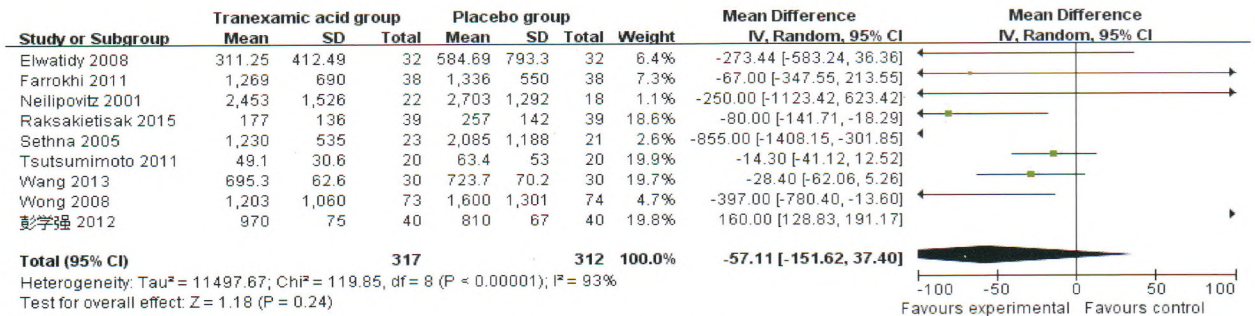 Tranexamic acid group Placebo group Mean Difference Mean Difference
Study or Subgroup Mean SD Total Mean SD Total Weight IV, Random, 95% CI IV, Random, 95% CI
Elwatidy 2008 311.25 412.49 32 584.69 793.3 32 6.4% -273.44 [-583.24, 36.36]
Farrokhi 2011 1,269 690 38 1,336 550 38 7.3% -67.00 [-347.55, 213.55]
Neilipovitz 2001 2,453 1,526 22 2,703 1,292 18 1.1% -250.00 [-1123.42, 623.42]
Raksakietisak 2015 177 136 39 257 142 39 18.6% -80.00 [-141.71, -18.29]
Sethna 2005 1,230 535 23 2,085 1,188 21 2.6% -855.00 [-1408.15, -301.85]
Tsutsumimoto 2011 49.1 30.6 20 63.4 53 20 19.9% -14.30 [-41.12, 12.52]
Wang 2013 695.3 62.6 30 723.7 70.2 30 19.7% -28.40 [-62.06, 5.26]
Wong 2008 1,203 1,060 73 1,600 1,301 74 4.7% -397.00 [-780.40, -13.60]
彭学强 2012 970 75 40 810 67 40 19.8% 160.00 [128.83, 191.17]
Total (95% CI) 317 312 100.0% -57.11 [-151.62, 37.40]
Heterogeneity: Tau² = 11497.67; Chi² = 119.85, df = 8 (P < 0.00001); I² = 93%
Test for overall effect: Z = 1.18 (P = 0.24)
-100 -50 0 50 100
Favours experimental Favours control